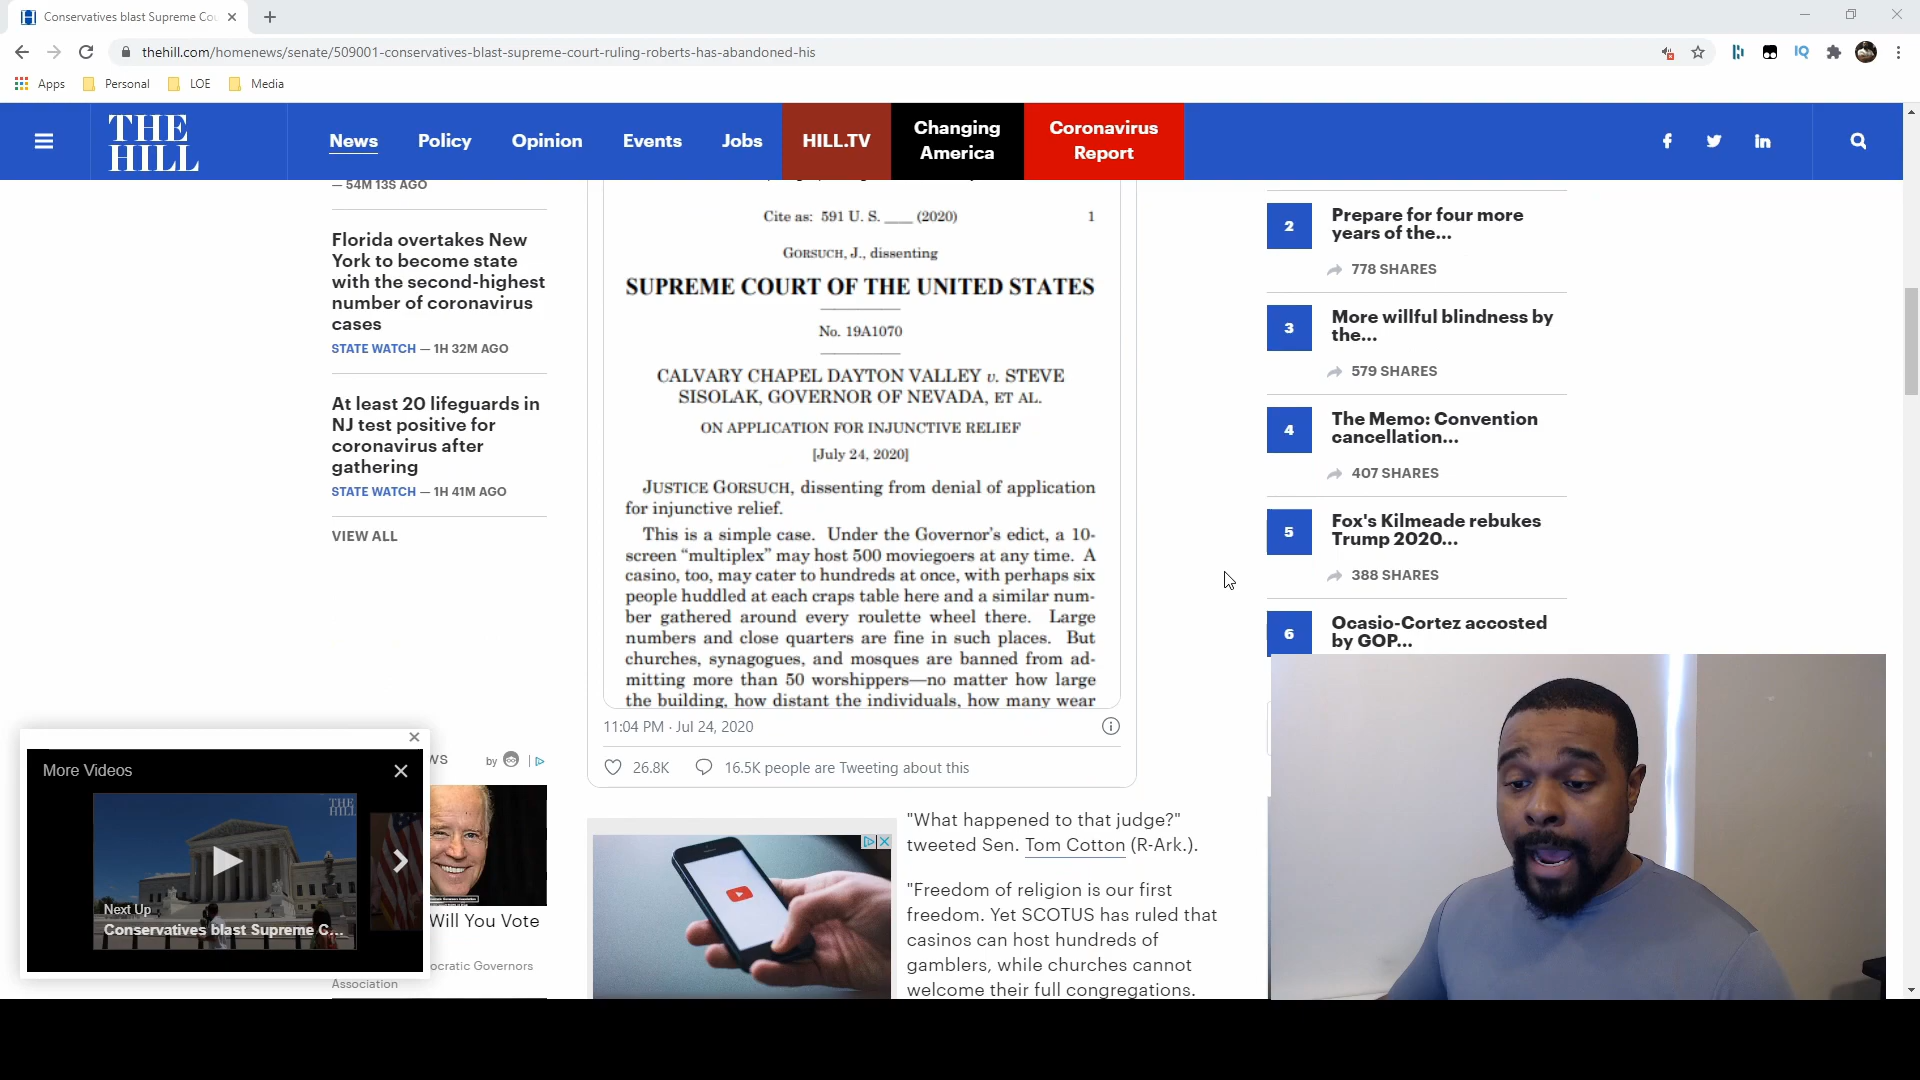 Conservatives blast Supreme Co
thehill.com/homenews/senate/509001-conservatives-blast-supreme-court-ruling-roberts-has-abandoned-his
Apps
Personal
LOE
Media
THE
HILL
News
Policy
Opinion
Events
Jobs
HILL.TV
Changing
America
Coronavirus
Report
— 54M 13S AGO
Florida overtakes New
York to become state
with the second-highest
number of coronavirus
cases
STATE WATCH — 1H 32M AGO
At least 20 lifeguards in
NJ test positive for
coronavirus after
gathering
STATE WATCH — 1H 41M AGO
VIEW ALL
Cite as: 591 U. S. ____ (2020)
1
GORSUCH, J., dissenting
SUPREME COURT OF THE UNITED STATES
No. 19A1070
CALVARY CHAPEL DAYTON VALLEY v. STEVE
SISOLAK, GOVERNOR OF NEVADA, ET AL.
ON APPLICATION FOR INJUNCTIVE RELIEF
[July 24, 2020]
JUSTICE GORSUCH, dissenting from denial of application
for injunctive relief.
This is a simple case. Under the Governor's edict, a 10-
screen "multiplex" may host 500 moviegoers at any time. A
casino, too, may cater to hundreds at once, with perhaps six
people huddled at each craps table here and a similar num-
ber gathered around every roulette wheel there. Large
numbers and close quarters are fine in such places. But
churches, synagogues, and mosques are banned from ad-
mitting more than 50 worshippers—no matter how large
the building, how distant the individuals, how many wear
11:04 PM · Jul 24, 2020
26.8K
16.5K people are Tweeting about this
"What happened to that judge?"
tweeted Sen. Tom Cotton (R-Ark.).
"Freedom of religion is our first
freedom. Yet SCOTUS has ruled that
casinos can host hundreds of
gamblers, while churches cannot
welcome their full congregations.
2
Prepare for four more
years of the...
778 SHARES
3
More willful blindness by
the...
579 SHARES
4
The Memo: Convention
cancellation...
407 SHARES
5
Fox's Kilmeade rebukes
Trump 2020...
388 SHARES
6
Ocasio-Cortez accosted
by GOP...
More Videos
THE
HILL
Next Up
Conservatives blast Supreme C...
WS
by
Will You Vote
ocratic Governors
Association